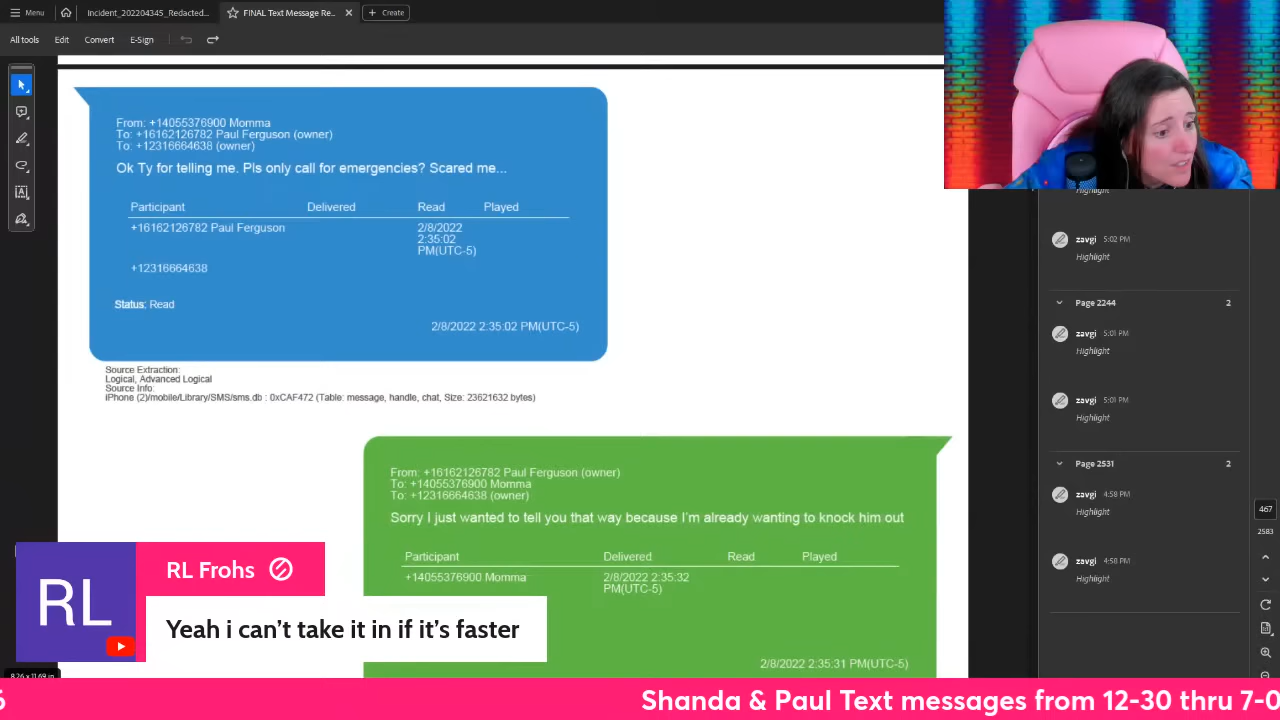 Menu
Incident_202204345_Redacted...
FINAL Text Message Re...
Create
All tools
Edit
Convert
E-Sign
From: +14055376900 Momma
To: +16162126782 Paul Ferguson (owner)
To: +12316664638 (owner)
Ok Ty for telling me. Pls only call for emergencies? Scared me...
Participant Delivered Read Played
+16162126782 Paul Ferguson 2/8/2022
2:35:02
PM(UTC-5)
+12316664638
Status: Read
2/8/2022 2:35:02 PM(UTC-5)
Source Extraction:
Logical, Advanced Logical
Source Info:
iPhone (2)/mobile/Library/SMS/sms.db : 0xCAF472 (Table: message, handle, chat, Size: 23621632 bytes)
From: +16162126782 Paul Ferguson (owner)
To: +14055376900 Momma
To: +12316664638 (owner)
Sorry I just wanted to tell you that way because I'm already wanting to knock him out
Participant Delivered Read Played
+14055376900 Momma 2/8/2022 2:35:32
PM(UTC-5)
2/8/2022 2:35:31 PM(UTC-5)
Highlight
zavgi 5:02 PM
Highlight
Page 2244 2
zavgi 5:01 PM
Highlight
zavgi 5:01 PM
Highlight
Page 2531 2
zavgi 4:58 PM
Highlight
zavgi 4:58 PM
Highlight
467
2583
RL
RL Frohs
Yeah i can't take it in if it's faster
8.26 x 11.69 in
6
Shanda & Paul Text messages from 12-30 thru 7-0